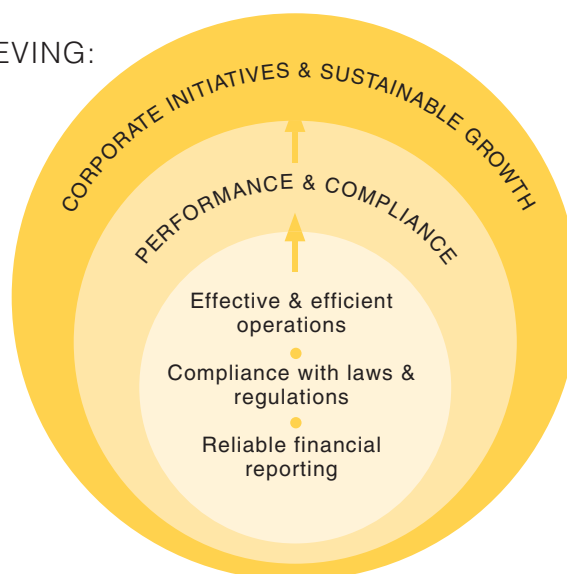 EVING:
CORPORATE INITIATIVES & SUSTAINABLE GROWTH
PERFORMANCE & COMPLIANCE
Effective & efficient
operations
Compliance with laws &
regulations
Reliable financial
reporting